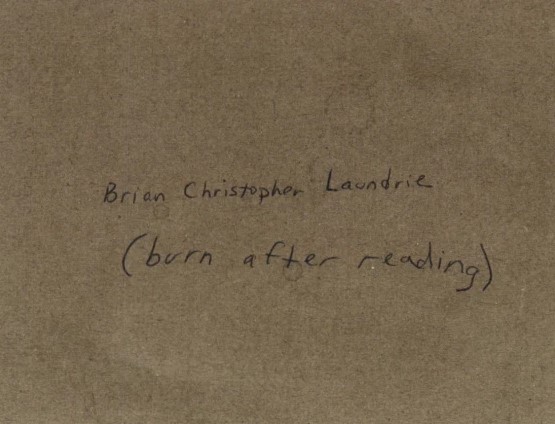 Brian Christopher Laundrie
(burn after reading)